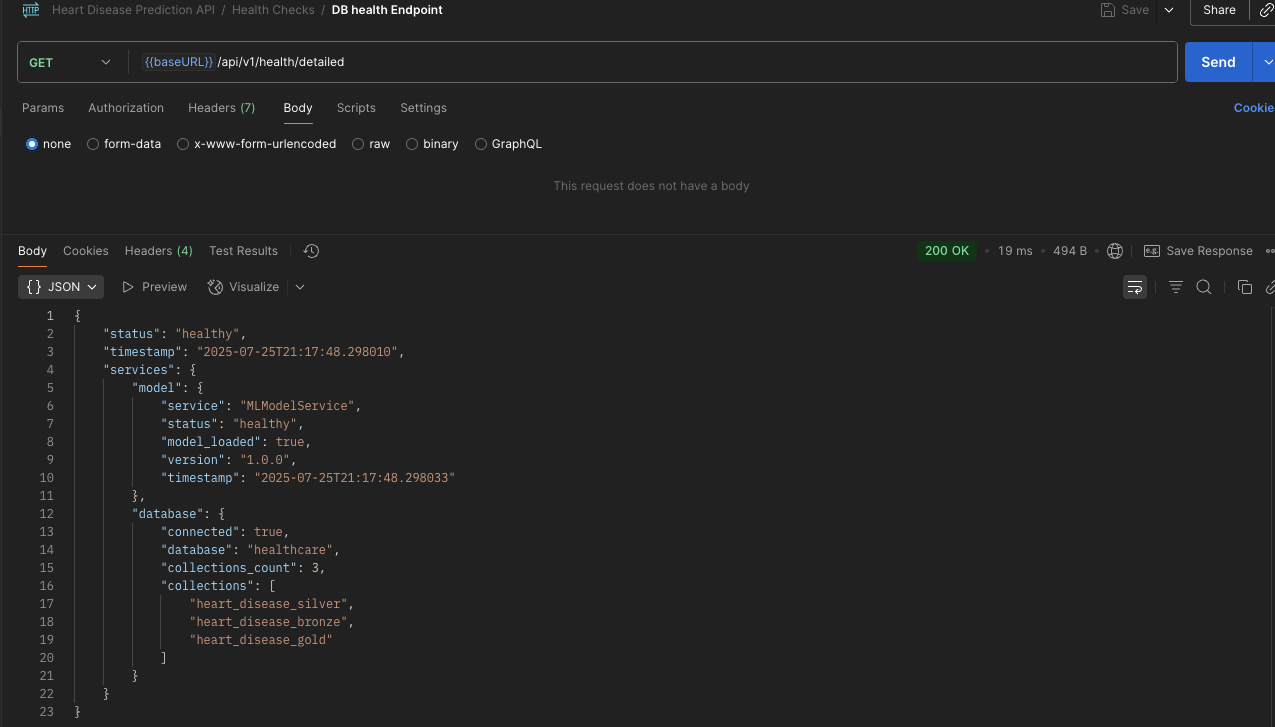 HTTP Heart Disease Prediction API / Health Checks / DB health Endpoint Save Share
GET {{baseURL}} /api/v1/health/detailed Send
Params Authorization Headers (7) Body Scripts Settings Cookie
none form-data x-www-form-urlencoded raw binary GraphQL
This request does not have a body
Body Cookies Headers (4) Test Results 200 OK • 19 ms • 494 B • e.g. Save Response
{} JSON Preview Visualize
1 {
2 "status": "healthy",
3 "timestamp": "2025-07-25T21:17:48.298010",
4 "services": {
5 "model": {
6 "service": "MLModelService",
7 "status": "healthy",
8 "model_loaded": true,
9 "version": "1.0.0",
10 "timestamp": "2025-07-25T21:17:48.298033"
11 },
12 "database": {
13 "connected": true,
14 "database": "healthcare",
15 "collections_count": 3,
16 "collections": [
17 "heart_disease_silver",
18 "heart_disease_bronze",
19 "heart_disease_gold"
20 ]
21 }
22 }
23 }